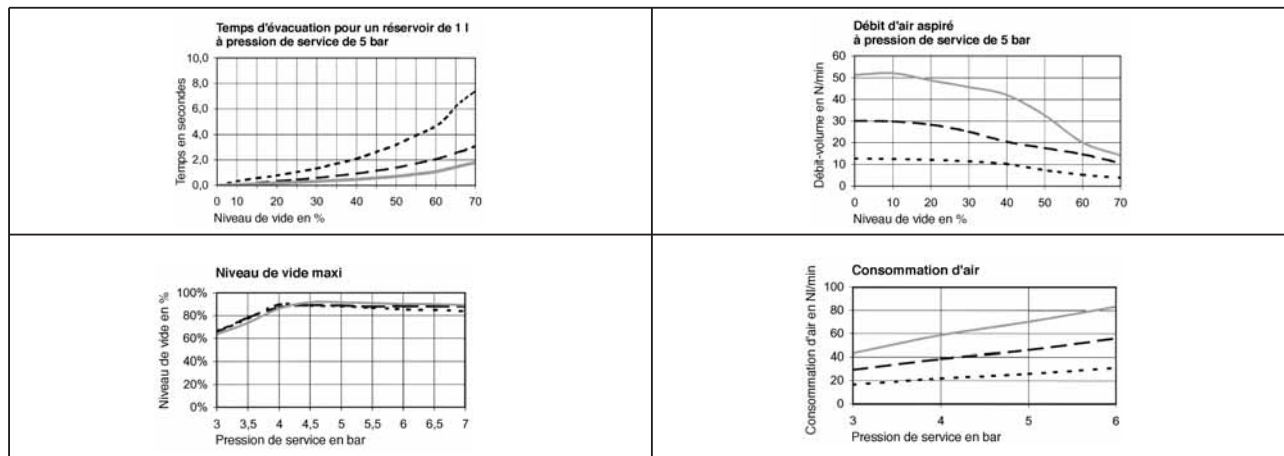 Temps d'évacuation pour un réservoir de 1 l
à pression de service de 5 bar
Temps en secondes
10,0
8,0
6,0
4,0
2,0
0,0
0 10 20 30 40 50 60 70
Niveau de vide en %
Débit d'air aspiré
à pression de service de 5 bar
Débit-volume en N/min
60
50
40
30
20
10
0
0 10 20 30 40 50 60 70
Niveau de vide en %
Niveau de vide maxi
Niveau de vide en %
100%
80%
60%
40%
20%
0%
3 3,5 4 4,5 5 5,5 6 6,5 7
Pression de service en bar
Consommation d'air
Consommation d'air en Nl/min
100
80
60
40
20
0
3 4 5 6
Pression de service en bar